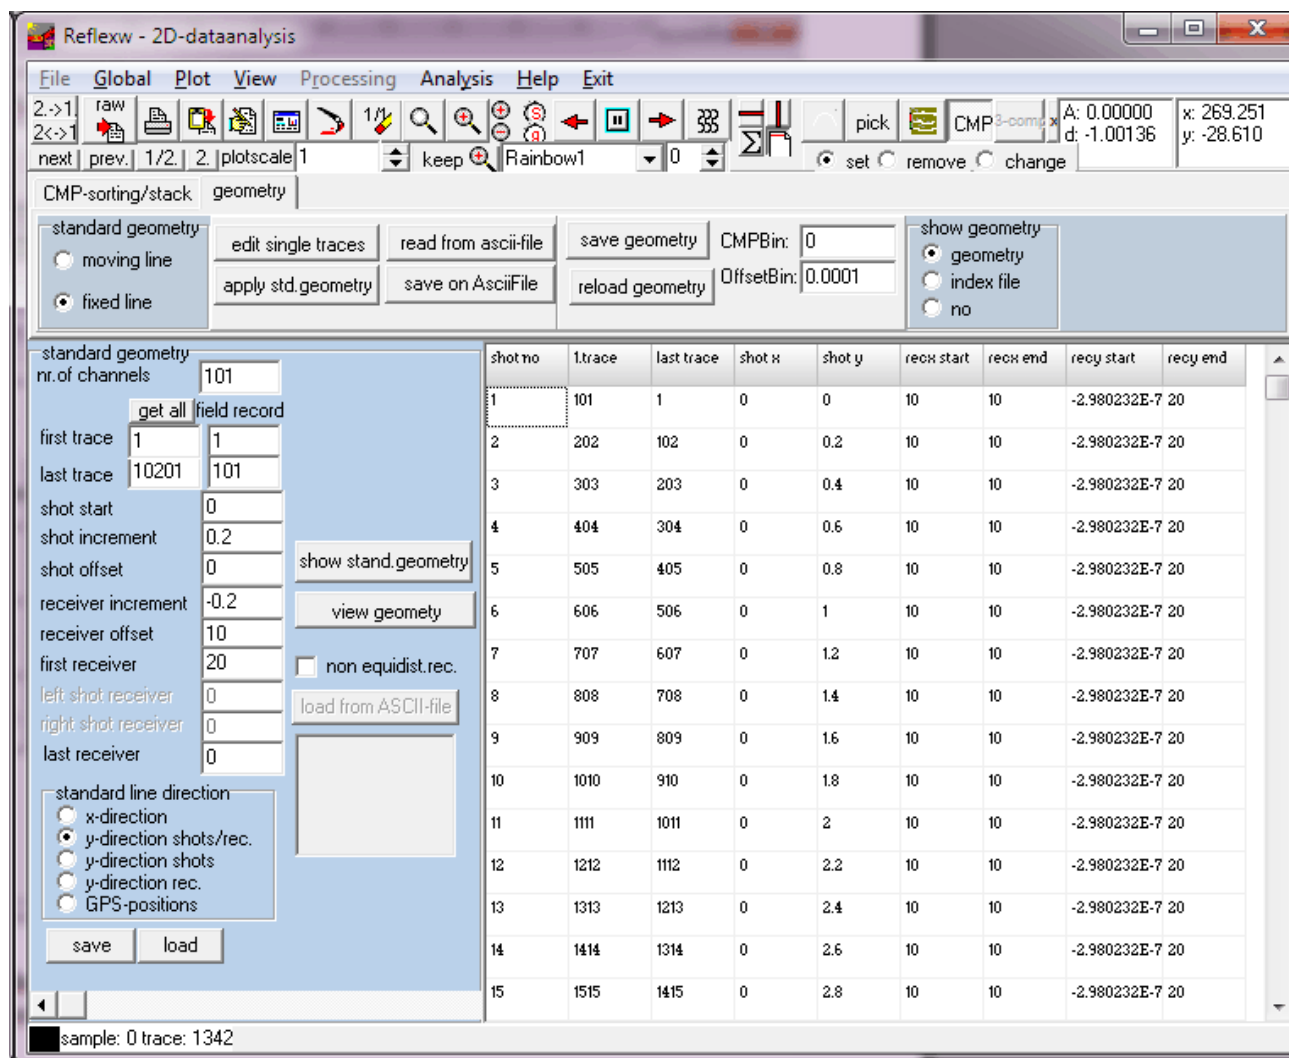 Reflexw - 2D-dataanalysis
File Global Plot View Processing Analysis Help Exit
2.->1 raw 1/1 S g pick CMP 3-comp x A: 0.00000 x: 269.251
2<->1 d: -1.00136 y: -28.610
next prev. 1/2. 2. plotscale 1 keep Rainbow1 0 Σ set remove change
CMP-sorting/stack geometry
standard geometry
moving line
fixed line
edit single traces read from ascii-file
apply std.geometry save on AsciiFile
save geometry CMPBin: 0
reload geometry OffsetBin: 0.0001
show geometry
geometry
index file
no
standard geometry
nr.of channels 101
get all field record
first trace 1 1
last trace 10201 101
shot start 0
shot increment 0.2
shot offset 0
receiver increment -0.2
receiver offset 10
first receiver 20
left shot receiver 0
right shot receiver 0
last receiver 0
show stand.geometry
view geomety
non equidist.rec.
load from ASCII-file
standard line direction
x-direction
y-direction shots/rec.
y-direction shots
y-direction rec.
GPS-positions
save load
shot no 1.trace last trace shot x shot y recx start recx end recy start recy end
1 101 1 0 0 10 10 -2.980232E-7 20
2 202 102 0 0.2 10 10 -2.980232E-7 20
3 303 203 0 0.4 10 10 -2.980232E-7 20
4 404 304 0 0.6 10 10 -2.980232E-7 20
5 505 405 0 0.8 10 10 -2.980232E-7 20
6 606 506 0 1 10 10 -2.980232E-7 20
7 707 607 0 1.2 10 10 -2.980232E-7 20
8 808 708 0 1.4 10 10 -2.980232E-7 20
9 909 809 0 1.6 10 10 -2.980232E-7 20
10 1010 910 0 1.8 10 10 -2.980232E-7 20
11 1111 1011 0 2 10 10 -2.980232E-7 20
12 1212 1112 0 2.2 10 10 -2.980232E-7 20
13 1313 1213 0 2.4 10 10 -2.980232E-7 20
14 1414 1314 0 2.6 10 10 -2.980232E-7 20
15 1515 1415 0 2.8 10 10 -2.980232E-7 20
sample: 0 trace: 1342